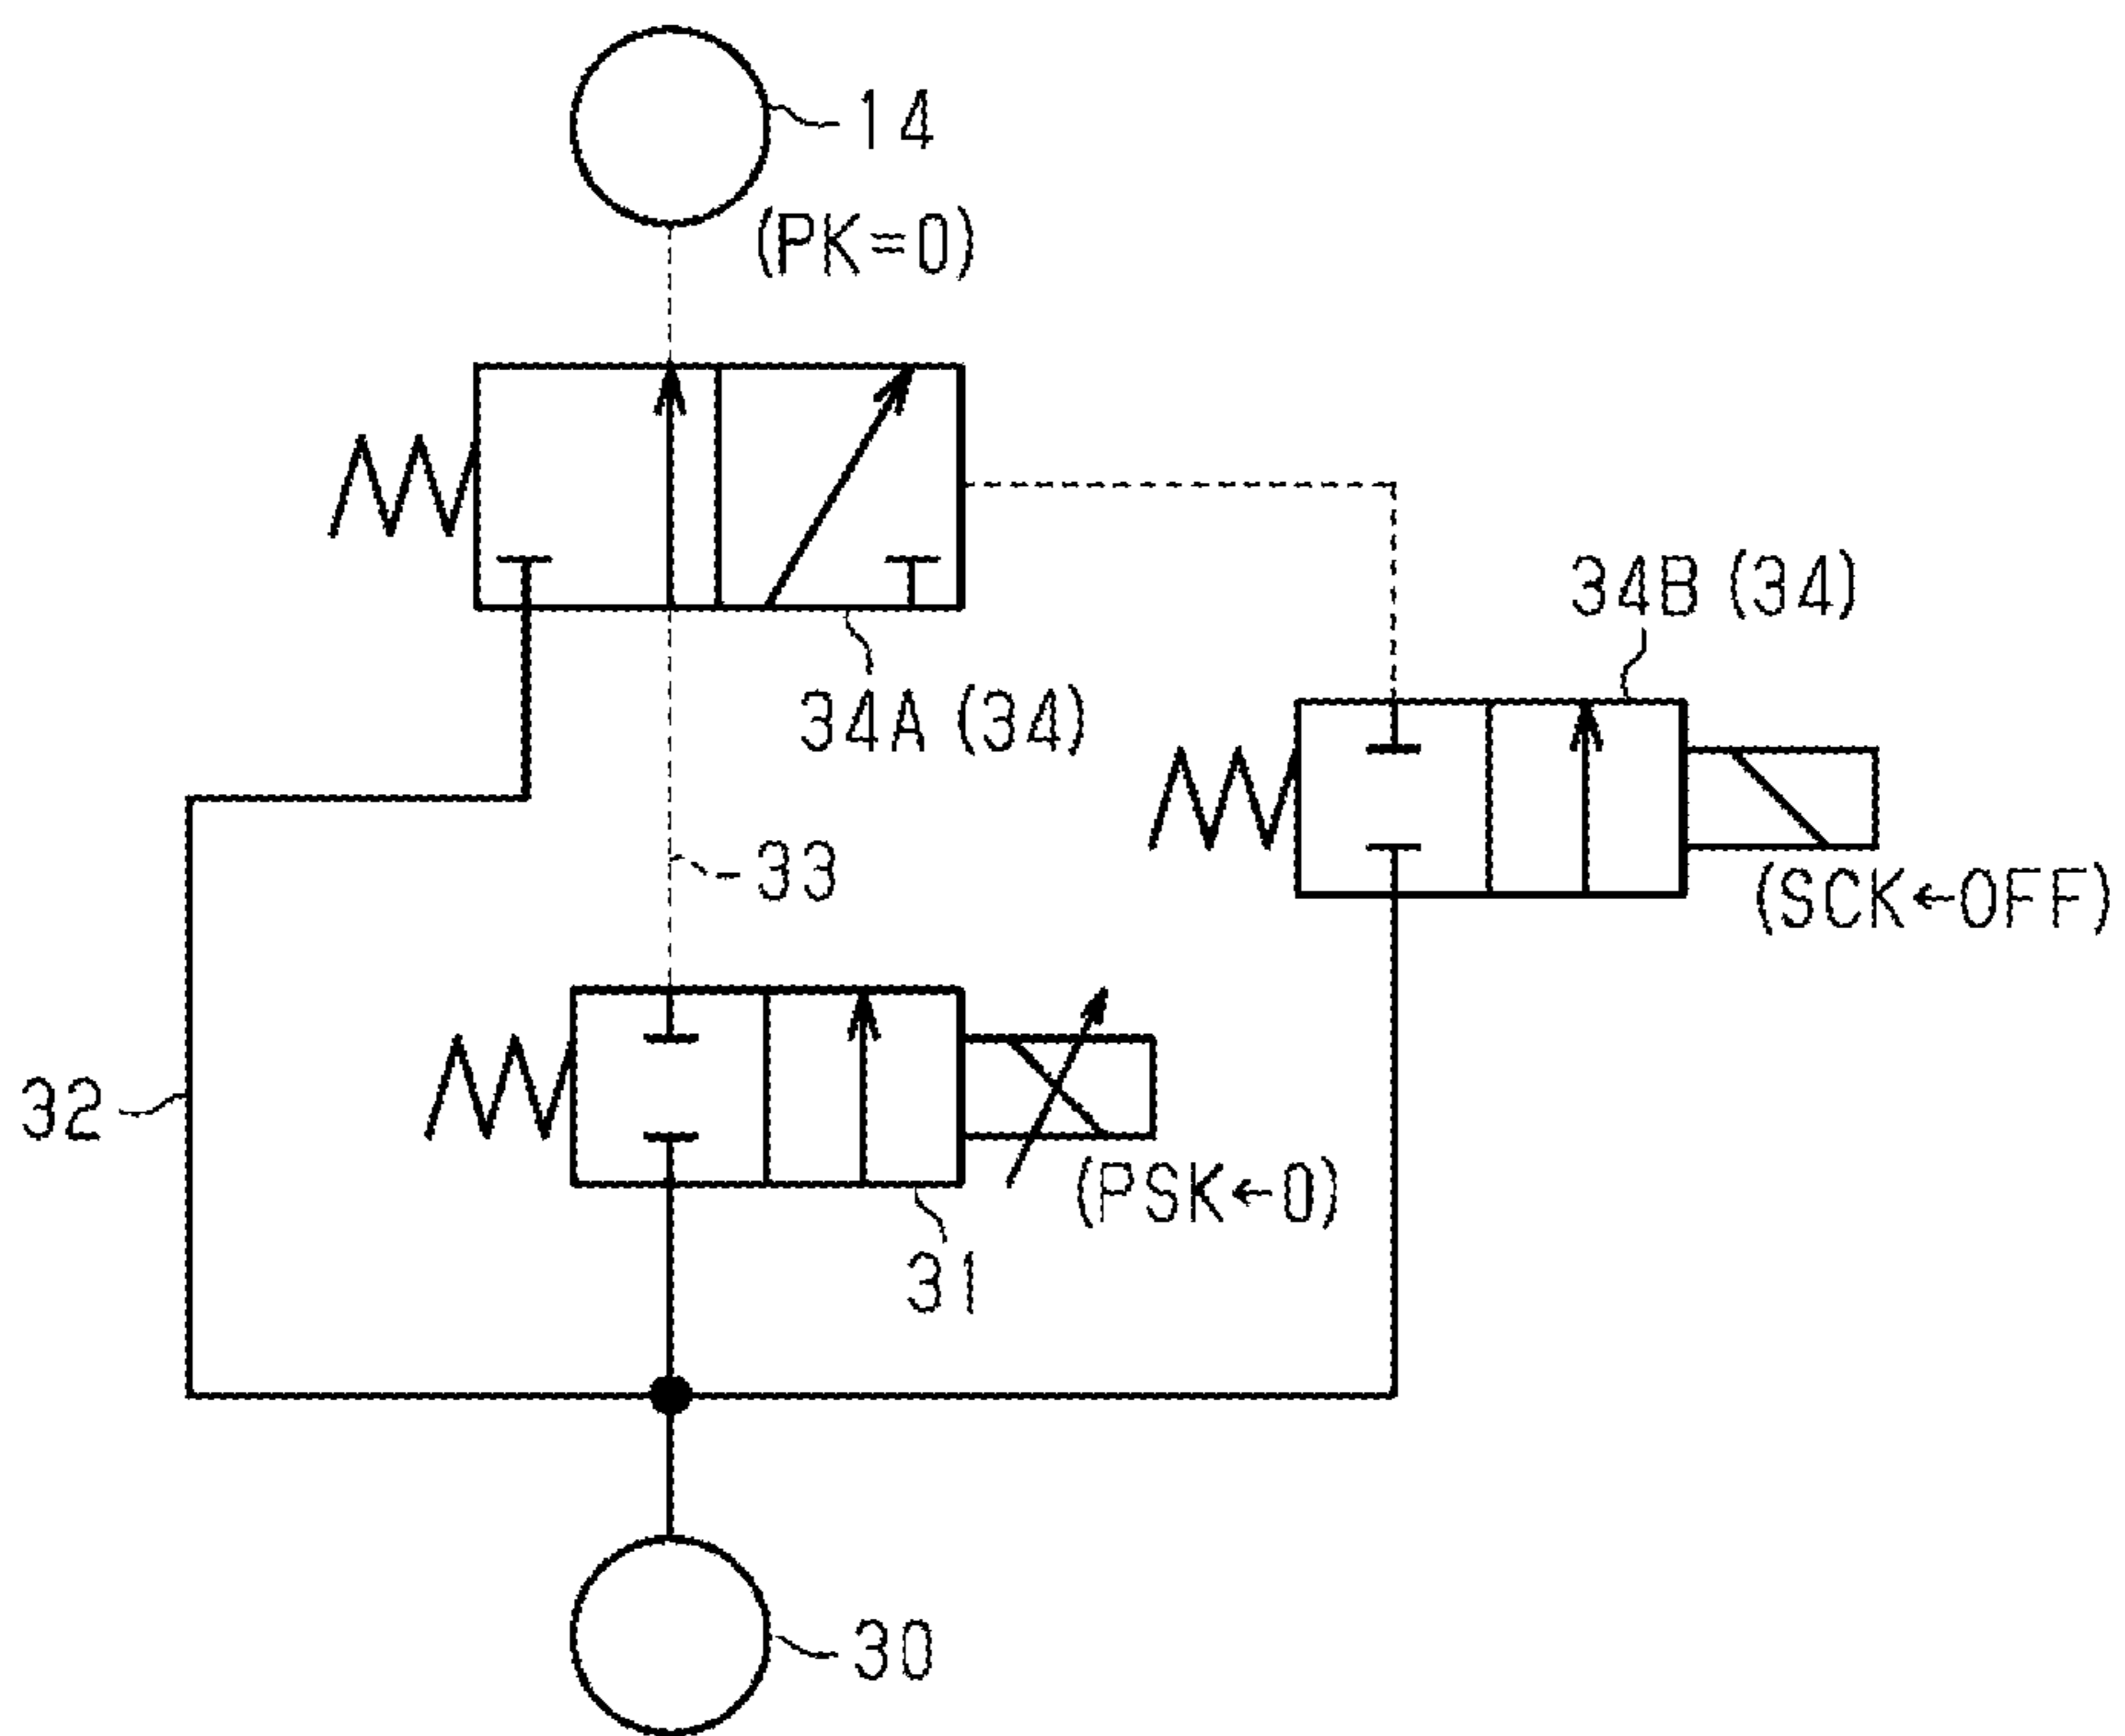 14
(PK=0)
34B (34)
34A (34)
33
(SCK←OFF)
32
(PSK←0)
31
30